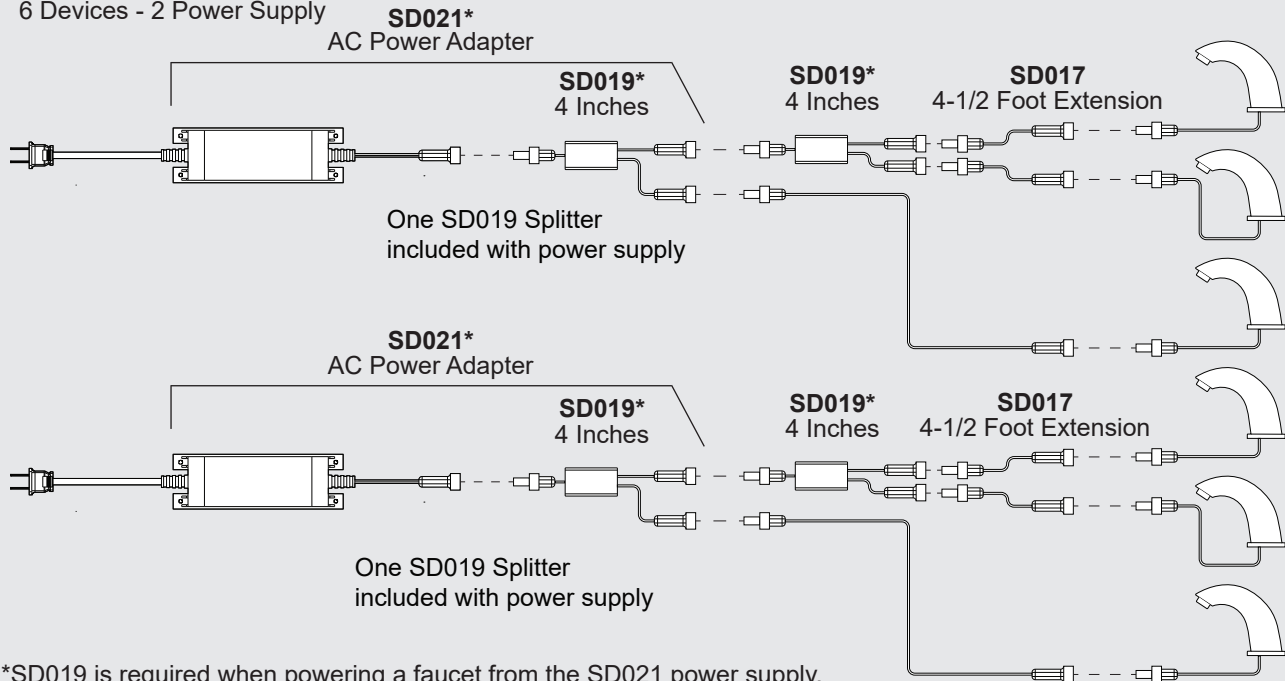 6 Devices - 2 Power Supply
SD021*
AC Power Adapter
SD019*
4 Inches
SD019*
4 Inches
SD017
4-1/2 Foot Extension
One SD019 Splitter
included with power supply
SD021*
AC Power Adapter
SD019*
4 Inches
SD019*
4 Inches
SD017
4-1/2 Foot Extension
One SD019 Splitter
included with power supply
*SD019 is required when powering a faucet from the SD021 power supply.